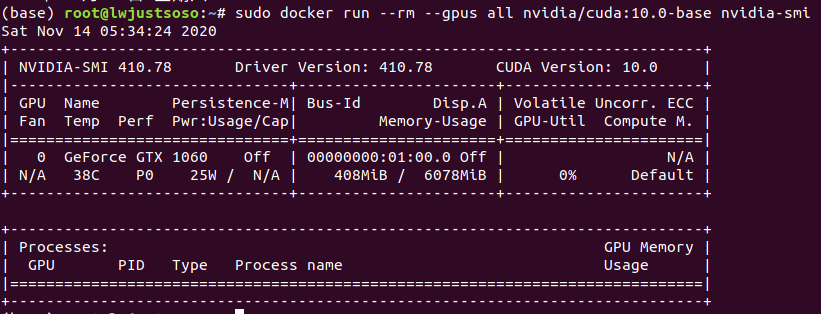 (base) root@lwjustsoso:~# sudo docker run --rm --gpus all nvidia/cuda:10.0-base nvidia-smi
Sat Nov 14 05:34:24 2020
+-----------------------------------------------------------------------------+
| NVIDIA-SMI 410.78       Driver Version: 410.78       CUDA Version: 10.0     |
|-------------------------------+----------------------+----------------------+
| GPU  Name        Persistence-M| Bus-Id        Disp.A | Volatile Uncorr. ECC |
| Fan  Temp  Perf  Pwr:Usage/Cap|         Memory-Usage | GPU-Util  Compute M. |
|===============================+======================+======================|
|   0  GeForce GTX 1060    Off  | 00000000:01:00.0 Off |                  N/A |
| N/A   38C    P0    25W /  N/A |    408MiB /  6078MiB |      0%      Default |
+-------------------------------+----------------------+----------------------+

+-----------------------------------------------------------------------------+
| Processes:                                                       GPU Memory |
|  GPU       PID   Type   Process name                             Usage      |
|=============================================================================|
+-----------------------------------------------------------------------------+